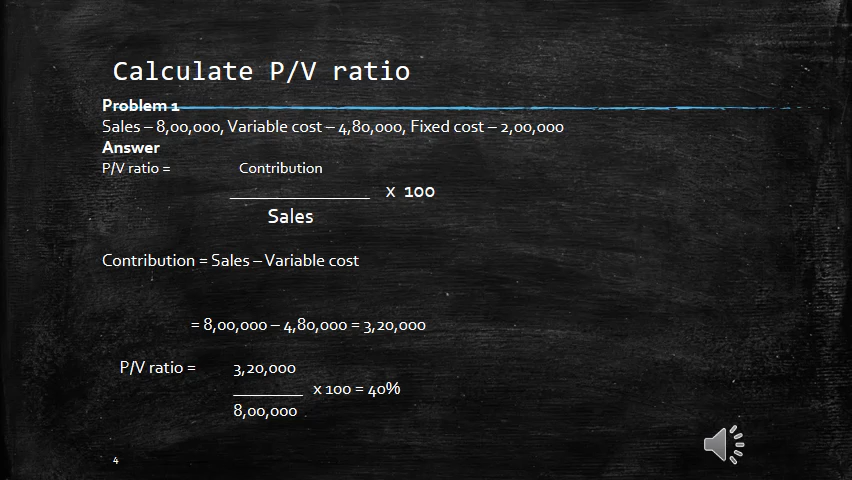 Calculate P/V ratio
Problem 1
Sales – 8,00,000, Variable cost – 4,80,000, Fixed cost – 2,00,000
Answer
P/V ratio = Contribution
____________________ x 100
Sales
Contribution = Sales – Variable cost
= 8,00,000 – 4,80,000 = 3,20,000
P/V ratio = 3,20,000
_________ x 100 = 40%
8,00,000
4